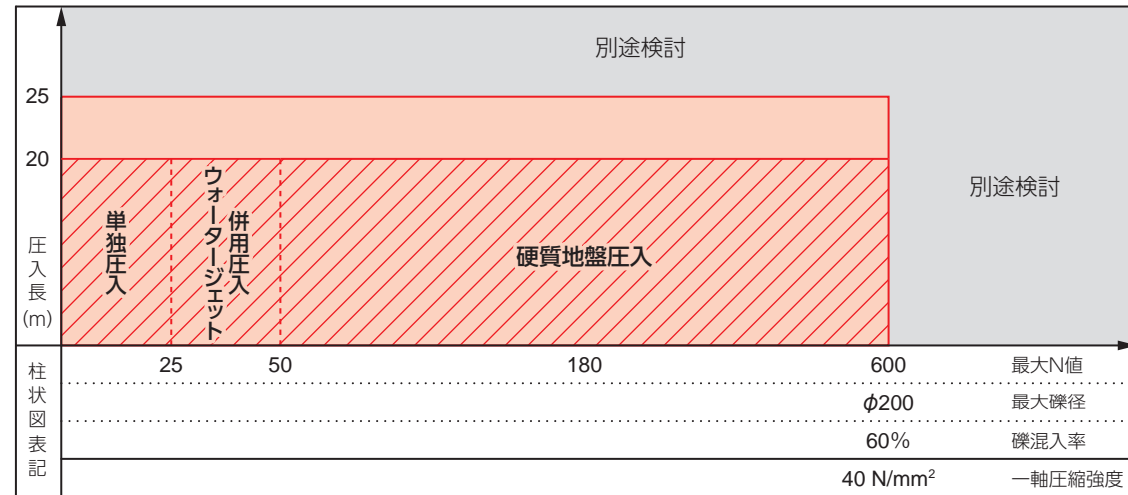 別途検討
25
20
別途検討
圧入長(m)
単独圧入
ウォータージェット
併用圧入
硬質地盤圧入
柱状図表記
25 50 180 600 最大N値
φ200 最大礫径
60% 礫混入率
40 N/mm² 一軸圧縮強度